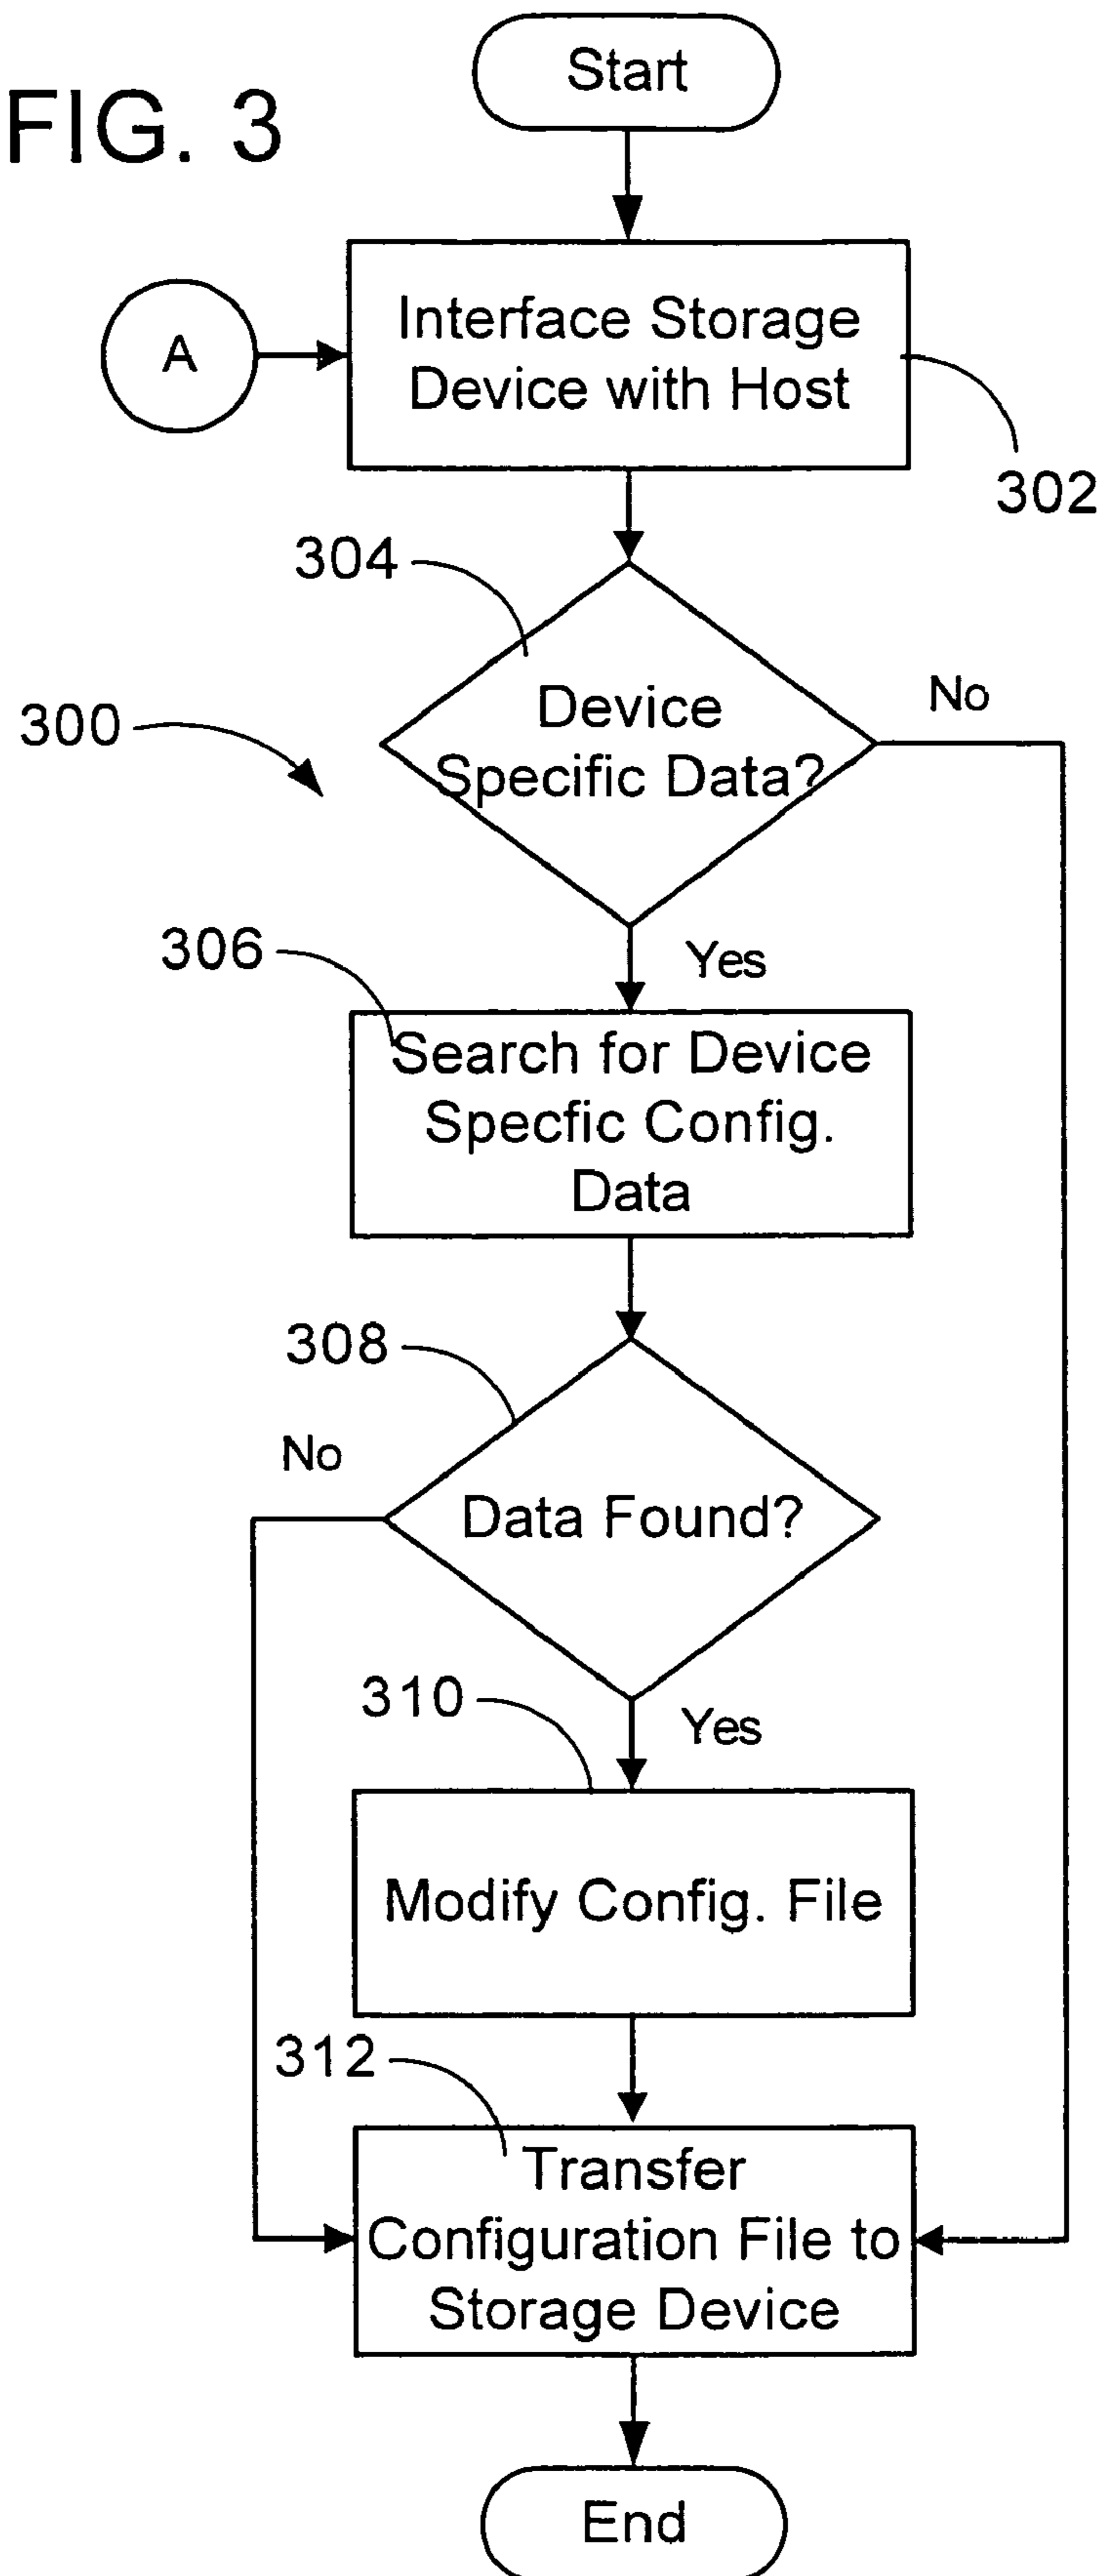 FIG. 3
Start
A
Interface Storage
Device with Host
302
304
Device
Specific Data?
No
300
Yes
306
Search for Device
Specfic Config.
Data
308
No
Data Found?
310
Yes
Modify Config. File
312
Transfer
Configuration File to
Storage Device
End